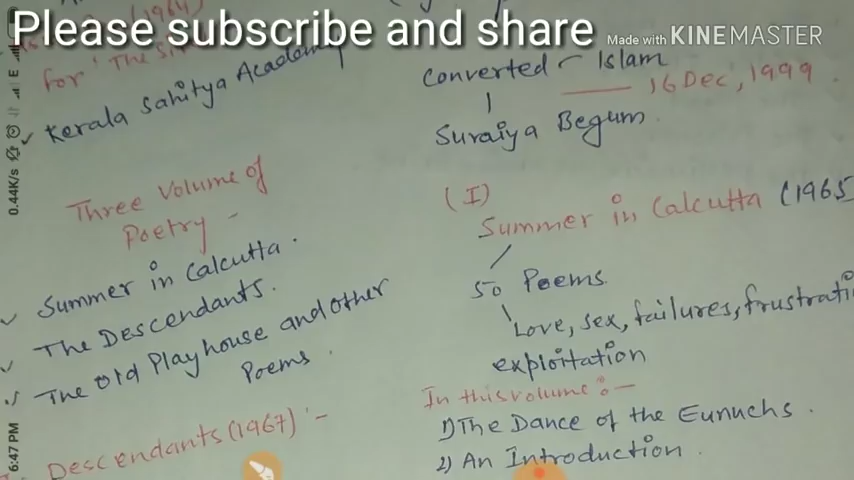 Please subscribe and share
Made with KINEMASTER
0.44K/s
E
6:47 PM
(1964)
for "The
Kerala Sahitya Academy
Three Volume of
Poetry -
Summer in Calcutta.
The Descendants.
The Old Playhouse and Other
Poems.
Descendants (1967) :-
Converted - Islam
16 Dec, 1999
Suraiya Begum
(I)
Summer in Calcutta (1965
50 Poems
Love, sex, failures, frustrati
exploitation
In this volume :-
1) The Dance of the Eunuchs.
2) An Introduction.